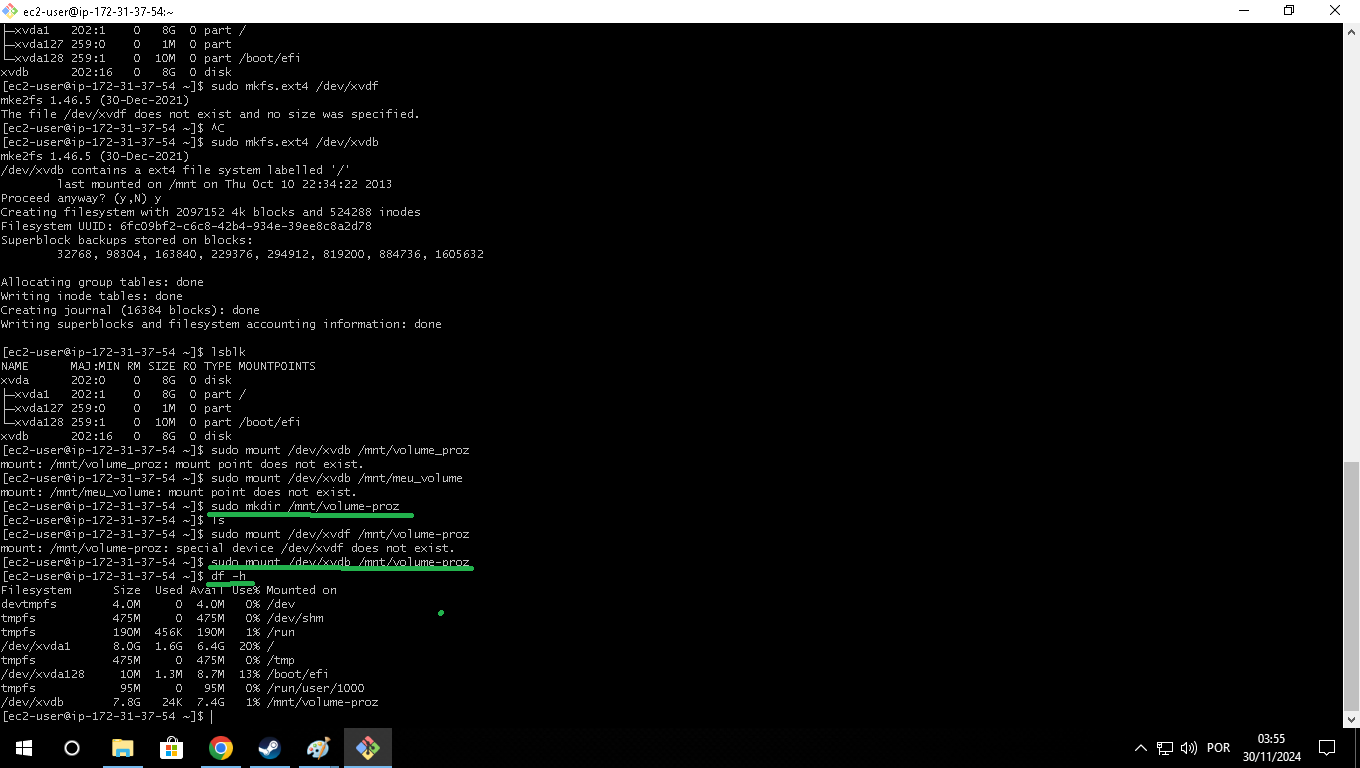 ec2-user@ip-172-31-37-54:~
├─xvda1   202:1    0   8G  0 part /
├─xvda127 259:0    0   1M  0 part
└─xvda128 259:1    0  10M  0 part /boot/efi
xvdb      202:16   0   8G  0 disk
[ec2-user@ip-172-31-37-54 ~]$ sudo mkfs.ext4 /dev/xvdf
mke2fs 1.46.5 (30-Dec-2021)
The file /dev/xvdf does not exist and no size was specified.
[ec2-user@ip-172-31-37-54 ~]$ ^C
[ec2-user@ip-172-31-37-54 ~]$ sudo mkfs.ext4 /dev/xvdb
mke2fs 1.46.5 (30-Dec-2021)
/dev/xvdb contains a ext4 file system labelled '/'
        last mounted on /mnt on Thu Oct 10 22:34:22 2013
Proceed anyway? (y,N) y
Creating filesystem with 2097152 4k blocks and 524288 inodes
Filesystem UUID: 6fc09bf2-c6c8-42b4-934e-39ee8c8a2d78
Superblock backups stored on blocks:
        32768, 98304, 163840, 229376, 294912, 819200, 884736, 1605632
Allocating group tables: done
Writing inode tables: done
Creating journal (16384 blocks): done
Writing superblocks and filesystem accounting information: done
[ec2-user@ip-172-31-37-54 ~]$ lsblk
NAME      MAJ:MIN RM SIZE RO TYPE MOUNTPOINTS
xvda      202:0    0   8G  0 disk
├─xvda1   202:1    0   8G  0 part /
├─xvda127 259:0    0   1M  0 part
└─xvda128 259:1    0  10M  0 part /boot/efi
xvdb      202:16   0   8G  0 disk
[ec2-user@ip-172-31-37-54 ~]$ sudo mount /dev/xvdb /mnt/volume_proz
mount: /mnt/volume_proz: mount point does not exist.
[ec2-user@ip-172-31-37-54 ~]$ sudo mount /dev/xvdb /mnt/meu_volume
mount: /mnt/meu_volume: mount point does not exist.
[ec2-user@ip-172-31-37-54 ~]$ sudo mkdir /mnt/volume-proz
[ec2-user@ip-172-31-37-54 ~]$ ls
[ec2-user@ip-172-31-37-54 ~]$ sudo mount /dev/xvdf /mnt/volume-proz
mount: /mnt/volume-proz: special device /dev/xvdf does not exist.
[ec2-user@ip-172-31-37-54 ~]$ sudo mount /dev/xvdb /mnt/volume-proz
[ec2-user@ip-172-31-37-54 ~]$ df -h
Filesystem      Size  Used Avail Use% Mounted on
devtmpfs        4.0M     0  4.0M   0% /dev
tmpfs           475M     0  475M   0% /dev/shm
tmpfs           190M  456K  190M   1% /run
/dev/xvda1      8.0G  1.6G  6.4G  20% /
tmpfs           475M     0  475M   0% /tmp
/dev/xvda128     10M  1.3M  8.7M  13% /boot/efi
tmpfs            95M     0   95M   0% /run/user/1000
/dev/xvdb       7.8G   24K  7.4G   1% /mnt/volume-proz
[ec2-user@ip-172-31-37-54 ~]$
POR
03:55
30/11/2024